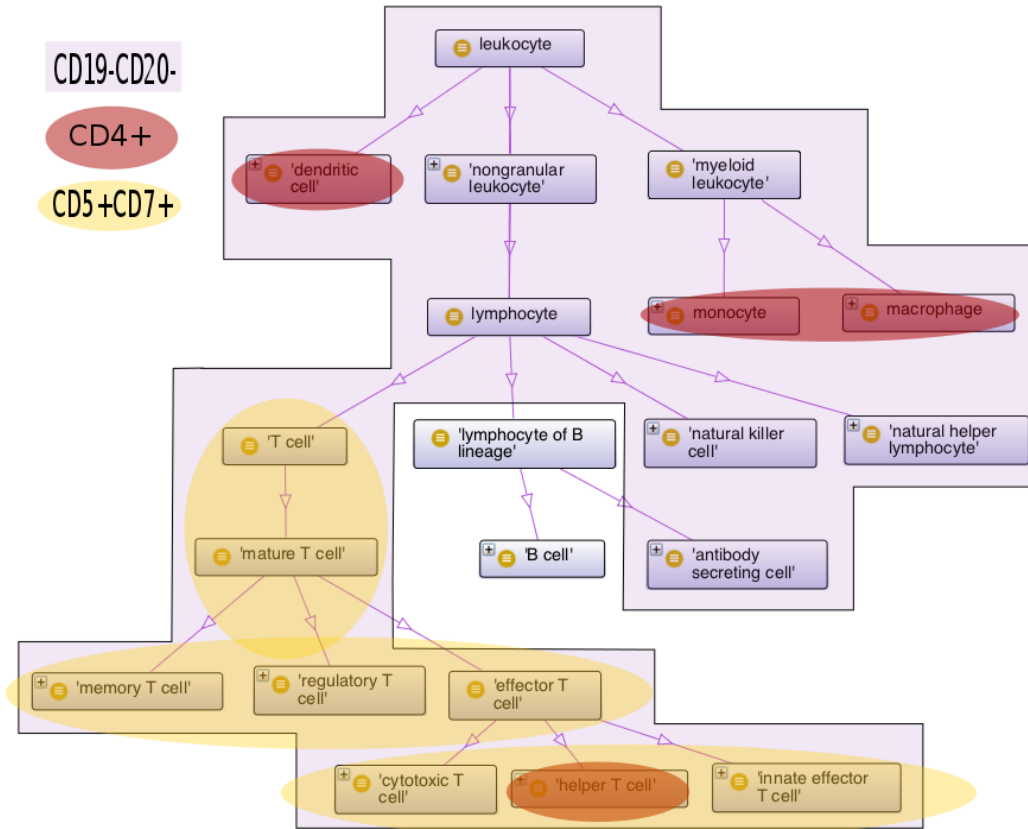 leukocyte
CD19-CD20-
CD4+
CD5+CD7+
'dendritic
cell'
'nongranular
leukocyte'
'myeloid
leukocyte'
lymphocyte
monocyte
macrophage
'T cell'
'lymphocyte of B
lineage'
'natural killer
cell'
'natural helper
lymphocyte'
'mature T cell'
'B cell'
'antibody
secreting cell'
'memory T cell'
'regulatory T
cell'
'effector T
cell'
'cytotoxic T
cell'
'helper T cell'
'innate effector
T cell'